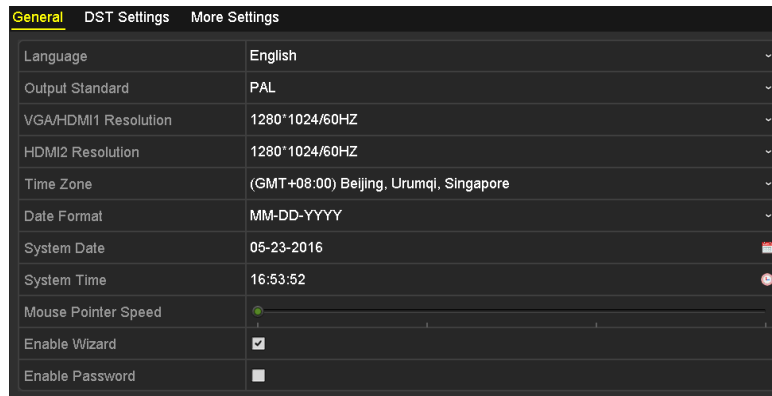 General DST Settings More Settings
Language English
Output Standard PAL
VGA/HDMI1 Resolution 1280*1024/60HZ
HDMI2 Resolution 1280*1024/60HZ
Time Zone (GMT+08:00) Beijing, Urumqi, Singapore
Date Format MM-DD-YYYY
System Date 05-23-2016
System Time 16:53:52
Mouse Pointer Speed
Enable Wizard
Enable Password